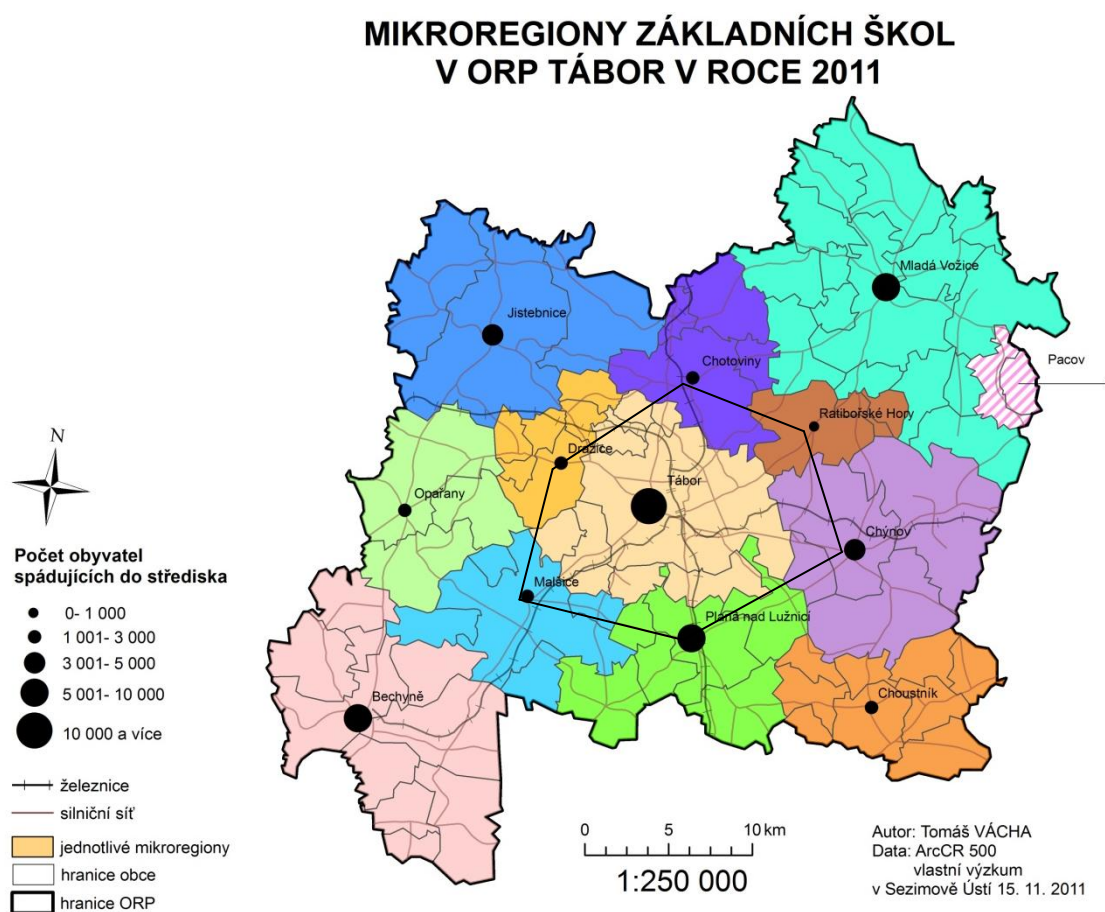 MIKROREGIONY ZÁKLADNÍCH ŠKOL
V ORP TÁBOR V ROCE 2011
Mladá Vožice
Jistebnice
Pacov
Chotoviny
Ratibořské Hory
Dražice
Tábor
Opařany
Chýnov
Malšice
Planá nad Lužnicí
Choustník
Bechyně
N
Počet obyvatel
spádujících do střediska
0- 1 000
1 001- 3 000
3 001- 5 000
5 001- 10 000
10 000 a více
železnice
silniční síť
jednotlivé mikroregiony
hranice obce
hranice ORP
0 5 10 km
1:250 000
Autor: Tomáš VÁCHA
Data: ArcCR 500
vlastní výzkum
v Sezimově Ústí 15. 11. 2011